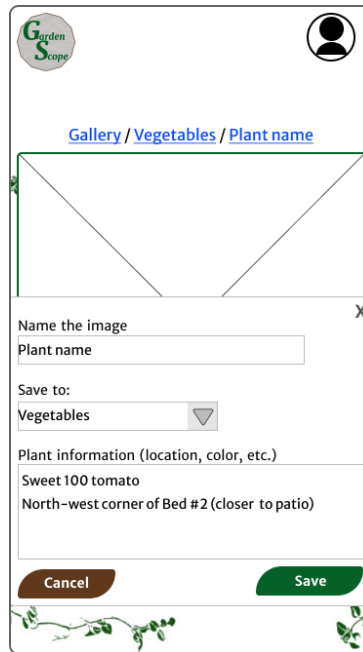 Garden
Scope
Gallery / Vegetables / Plant name
X
Name the image
Plant name
Save to:
Vegetables
Plant information (location, color, etc.)
Sweet 100 tomato
North-west corner of Bed #2 (closer to patio)
Cancel
Save